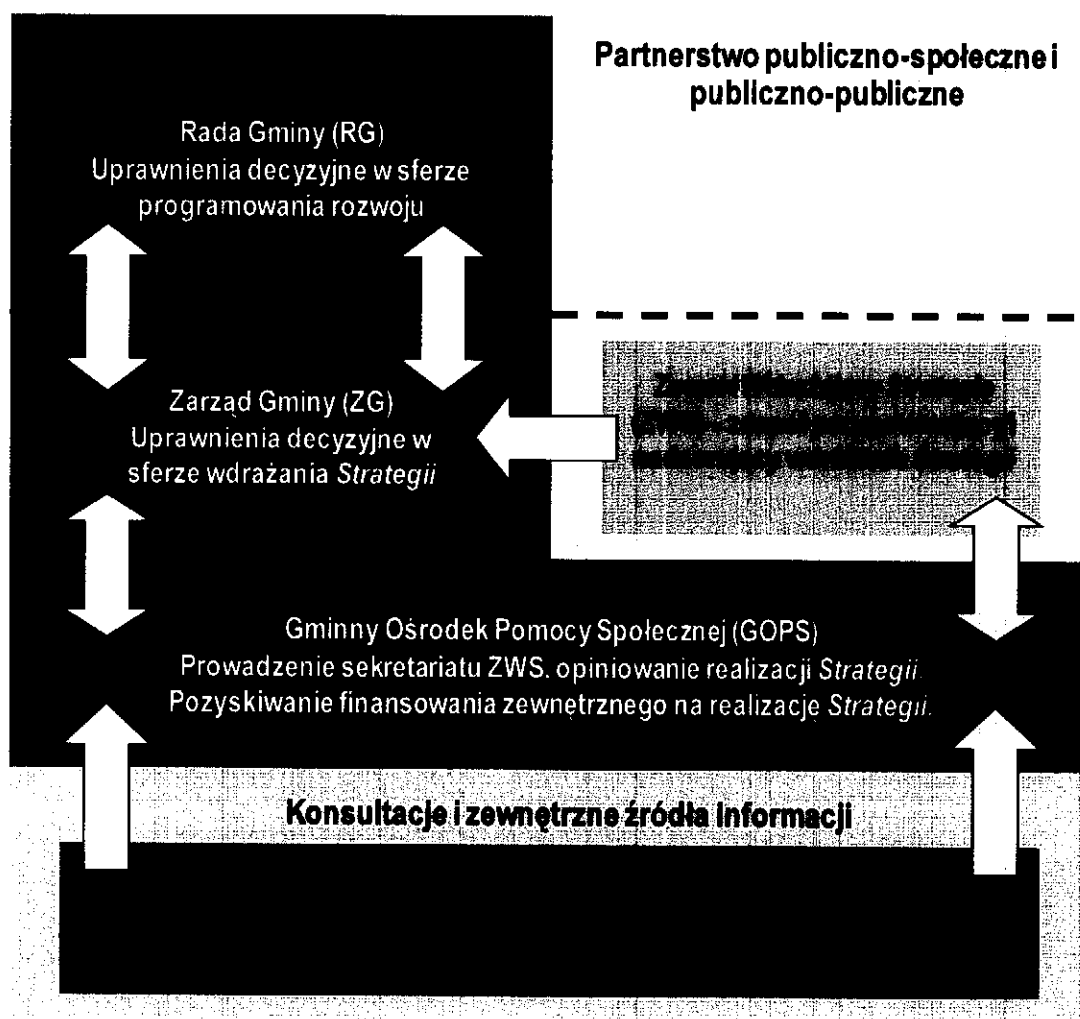 Partnerstwo publiczno-społeczne i
publiczno-publiczne
Rada Gminy (RG)
Uprawnienia decyzyjne w sferze
programowania rozwoju
Zarząd Gminy (ZG)
Uprawnienia decyzyjne w
sferze wdrażania Strategii
Gminny Ośrodek Pomocy Społecznej (GOPS)
Prowadzenie sekretariatu ZWS, opiniowanie realizacji Strategii.
Pozyskiwanie finansowania zewnętrznego na realizacje Strategii.
Konsultacje i zewnętrzne źródła informacji